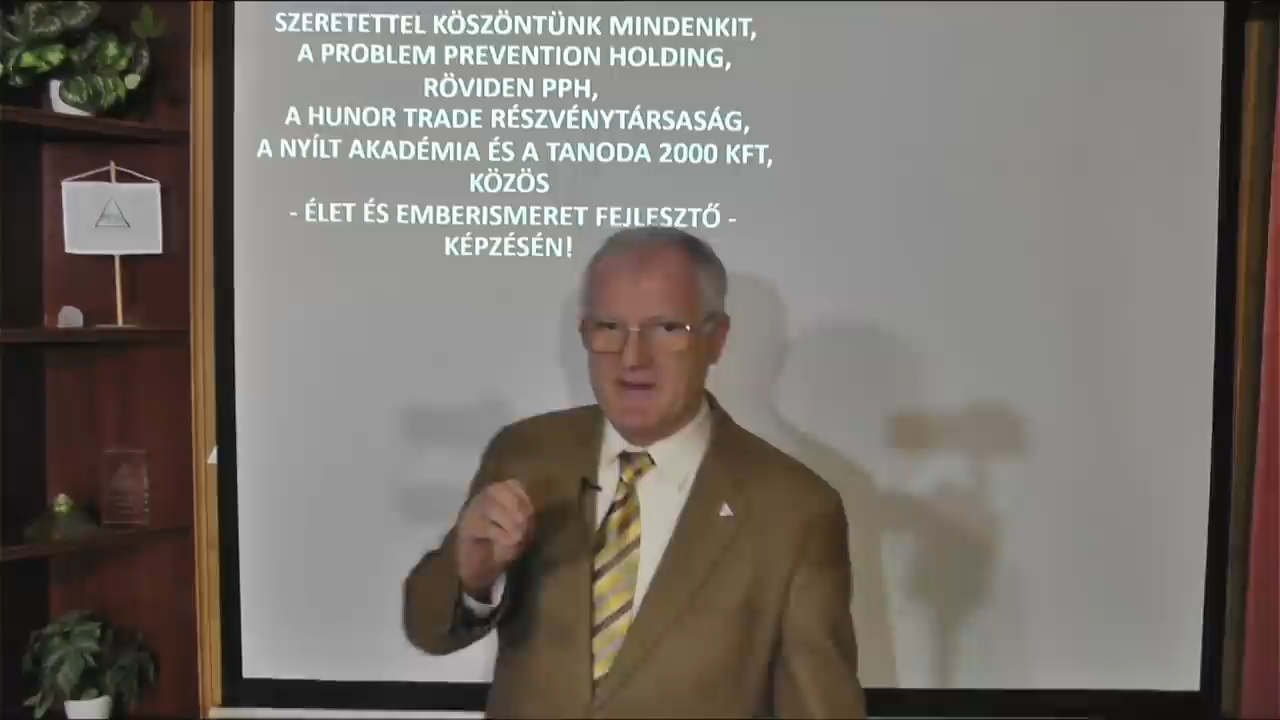 SZERETETTEL KÖSZÖNTÜNK MINDENKIT,
A PROBLEM PREVENTION HOLDING,
RÖVIDEN PPH,
A HUNOR TRADE RÉSZVÉNYTÁRSASÁG,
A NYÍLT AKADÉMIA ÉS A TANODA 2000 KFT,
KÖZÖS
- ÉLET ÉS EMBERISMERET FEJLESZTŐ -
KÉPZÉSÉN!